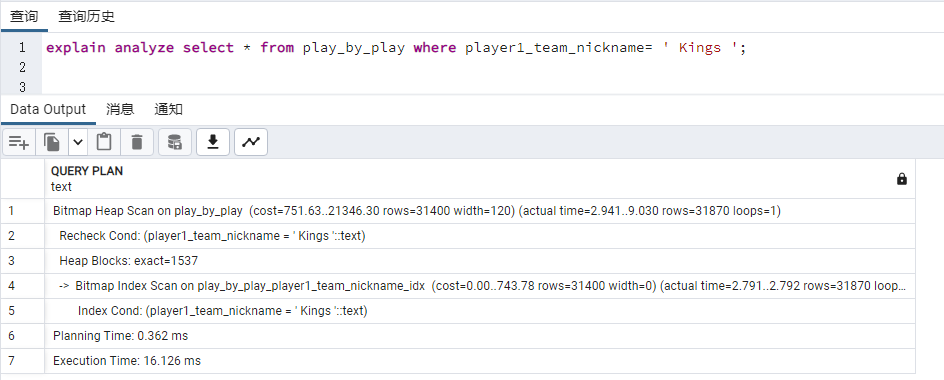 查询 查询历史
1 explain analyze select * from play_by_play where player1_team_nickname= ' Kings ';
2
3
Data Output 消息 通知
QUERY PLAN
text
1 Bitmap Heap Scan on play_by_play (cost=751.63..21346.30 rows=31400 width=120) (actual time=2.941..9.030 rows=31870 loops=1)
2 Recheck Cond: (player1_team_nickname = ' Kings '::text)
3 Heap Blocks: exact=1537
4 -> Bitmap Index Scan on play_by_play_player1_team_nickname_idx (cost=0.00..743.78 rows=31400 width=0) (actual time=2.791..2.792 rows=31870 loop...
5 Index Cond: (player1_team_nickname = ' Kings '::text)
6 Planning Time: 0.362 ms
7 Execution Time: 16.126 ms